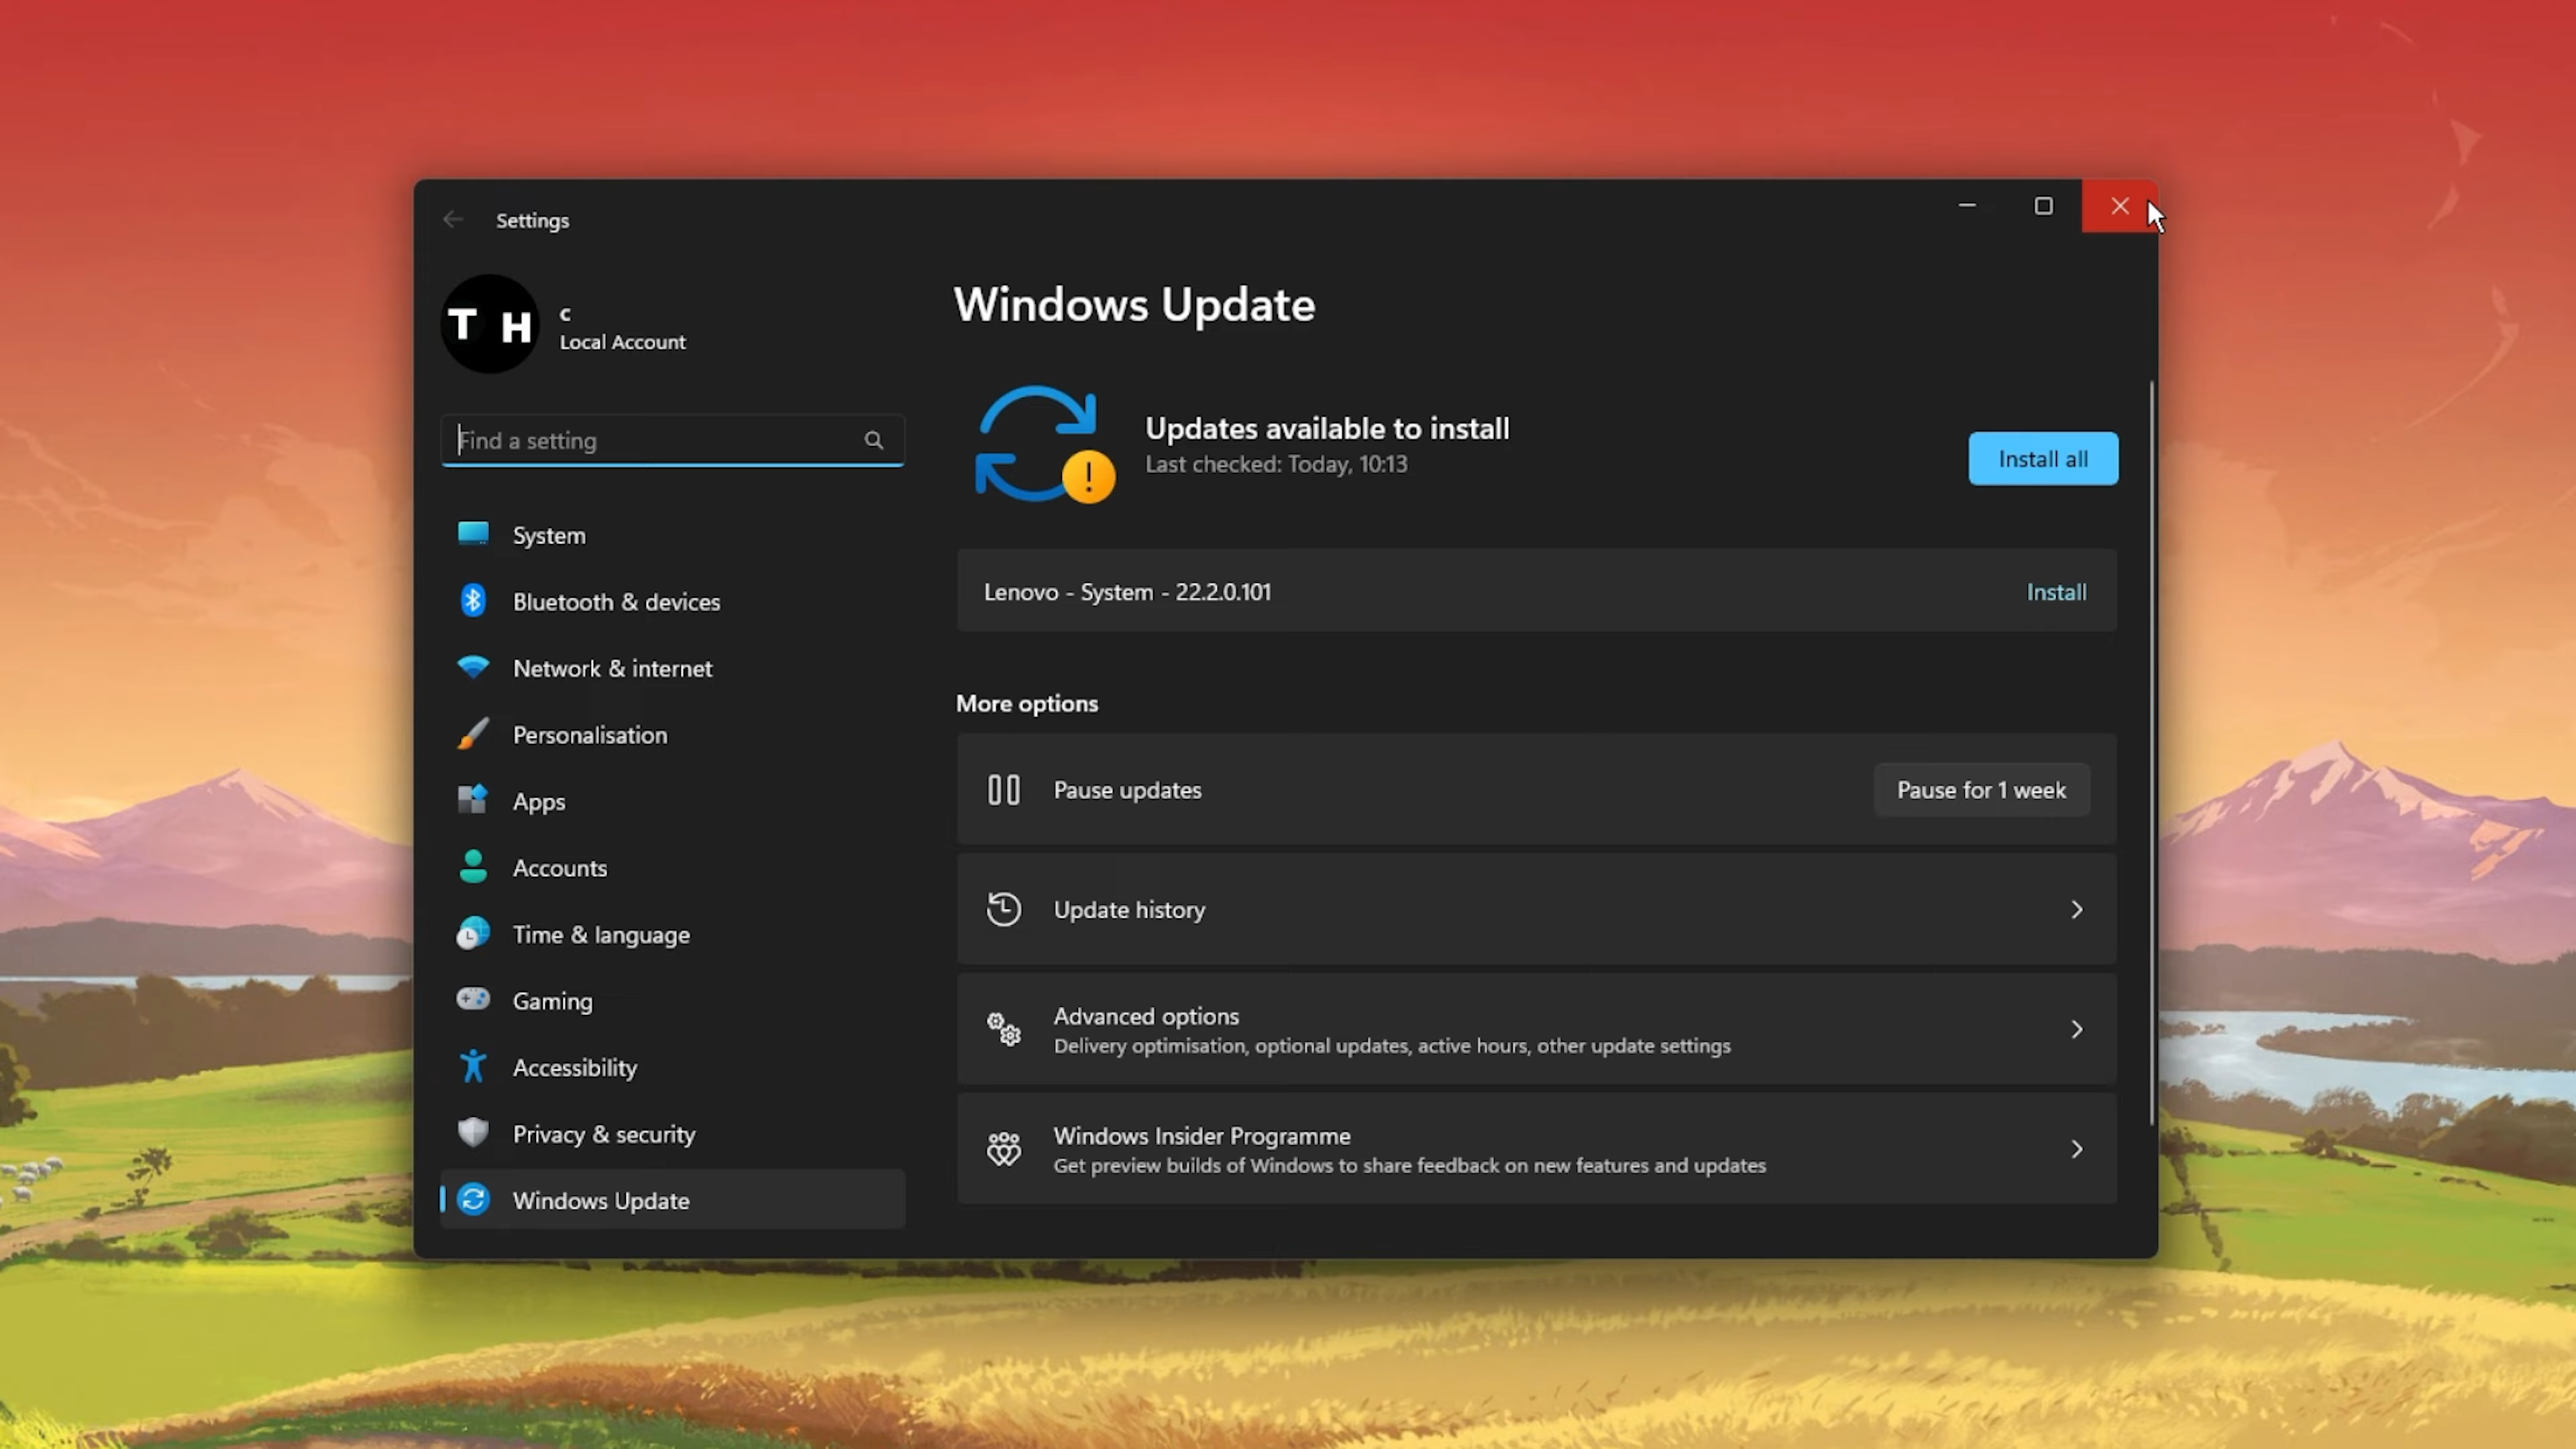 Settings
T H
c
Local Account
Find a setting
System
Bluetooth & devices
Network & internet
Personalisation
Apps
Accounts
Time & language
Gaming
Accessibility
Privacy & security
Windows Update
Windows Update
Updates available to install
Last checked: Today, 10:13
Install all
Lenovo - System - 22.2.0.101
Install
More options
Pause updates
Pause for 1 week
Update history
Advanced options
Delivery optimisation, optional updates, active hours, other update settings
Windows Insider Programme
Get preview builds of Windows to share feedback on new features and updates